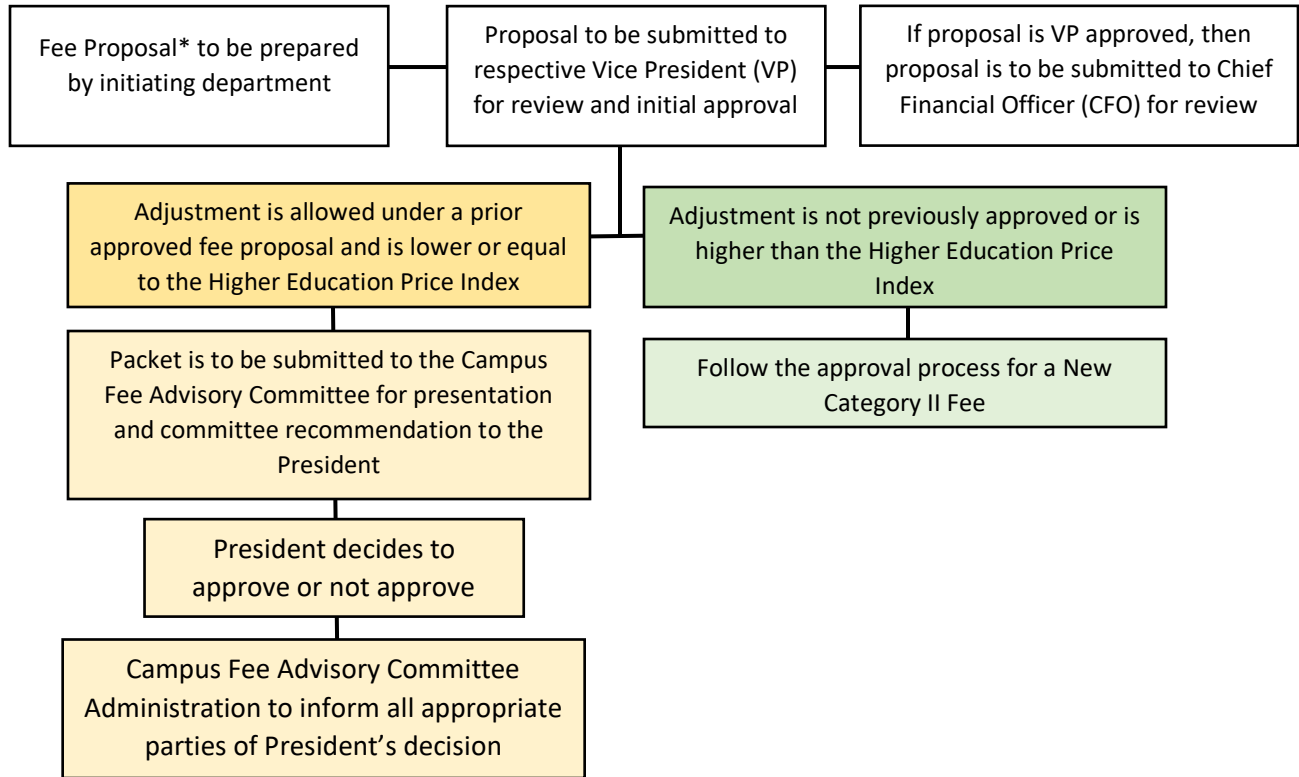 Fee Proposal* to be prepared
by initiating department
Proposal to be submitted to
respective Vice President (VP)
for review and initial approval
If proposal is VP approved, then
proposal is to be submitted to Chief
Financial Officer (CFO) for review
Adjustment is allowed under a prior
approved fee proposal and is lower or equal
to the Higher Education Price Index
Adjustment is not previously approved or is
higher than the Higher Education Price
Index
Packet is to be submitted to the Campus
Fee Advisory Committee for presentation
and committee recommendation to the
President
Follow the approval process for a New
Category II Fee
President decides to
approve or not approve
Campus Fee Advisory Committee
Administration to inform all appropriate
parties of President’s decision